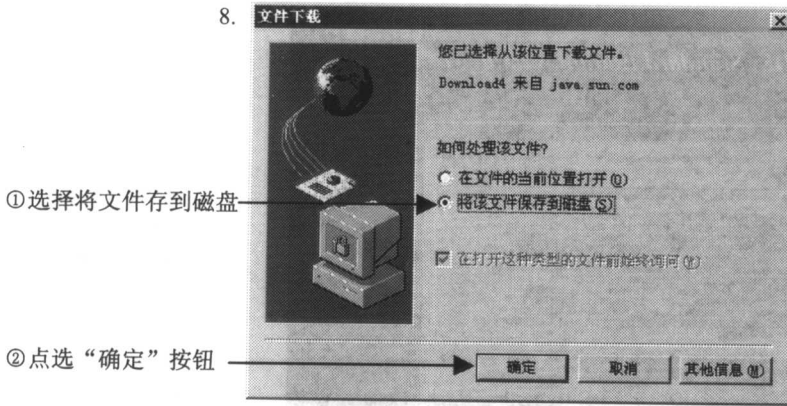 8.
文件下载
您已选择从该位置下载文件。
Download4 来自 java.sun.com
如何处理该文件?
在文件的当前位置打开(O)
①选择将文件存到磁盘
将该文件保存到磁盘(S)
在打开这种类型的文件前始终询问(Y)
②点选“确定”按钮
确定 取消 其他信息(M)